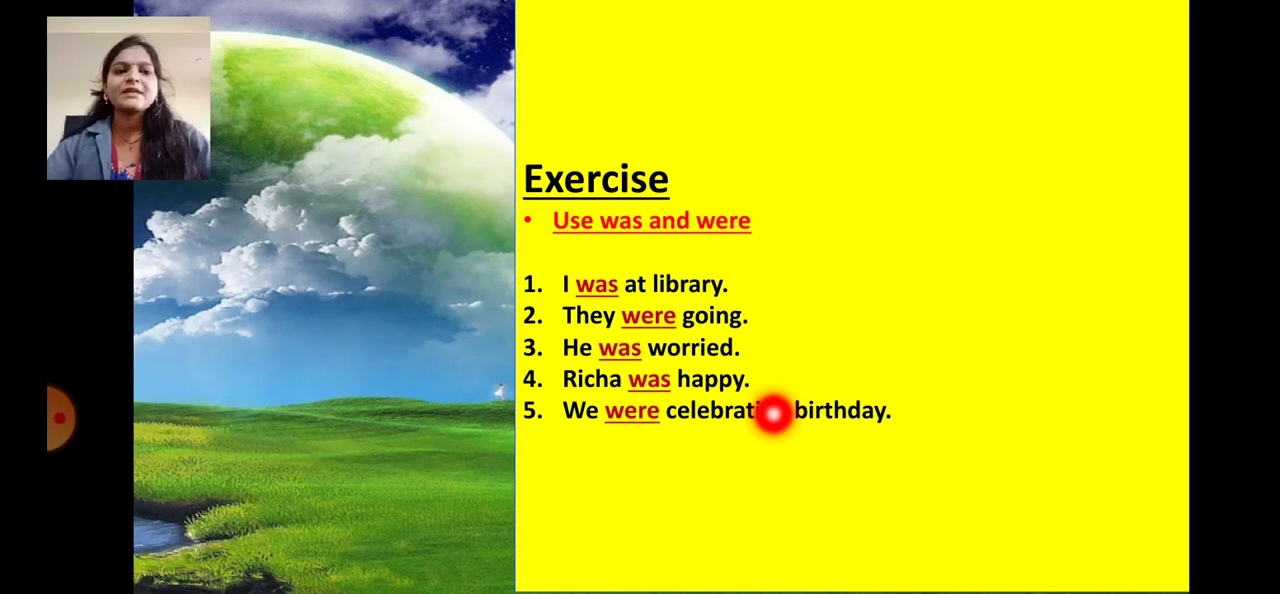 Exercise
• Use was and were
1. I was at library.
2. They were going.
3. He was worried.
4. Richa was happy.
5. We were birthday.